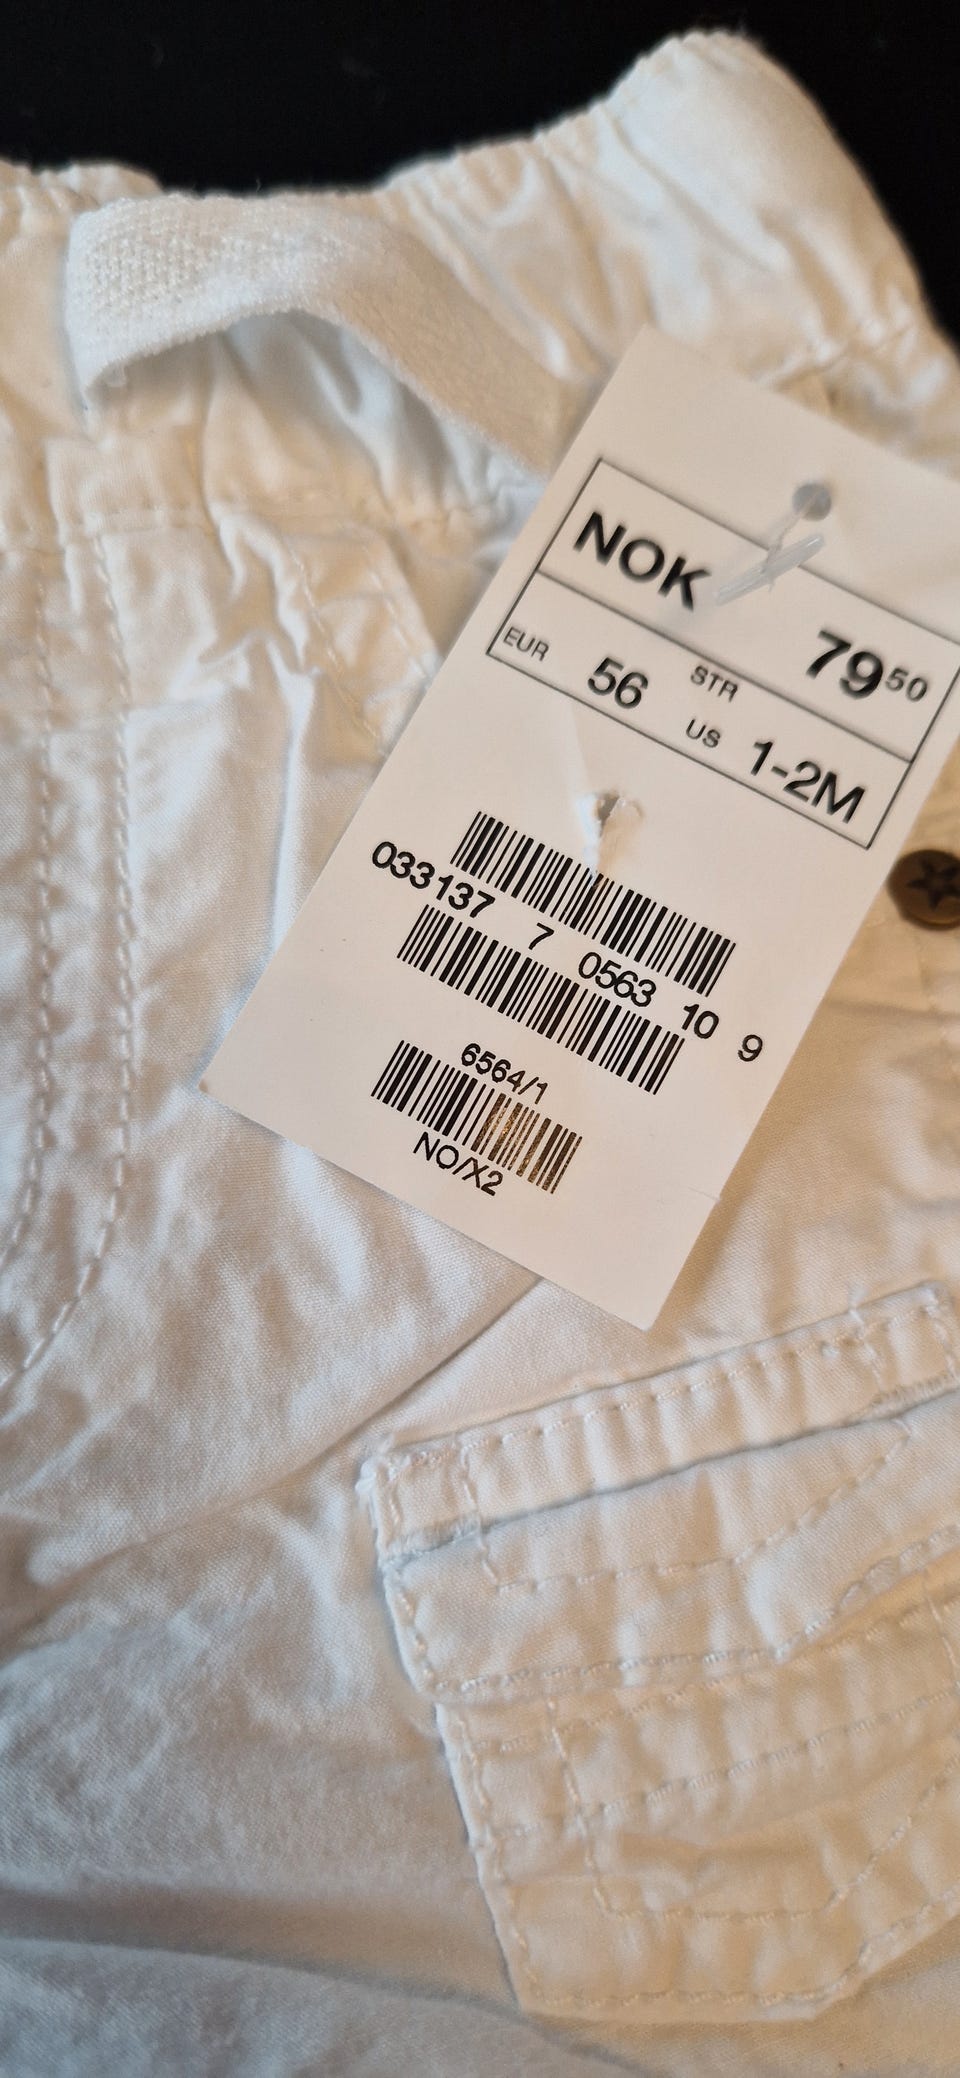 NOK 79 50
EUR 56 STR US 1-2M
033137 7 0563 10 9
6564/1
NO/X2